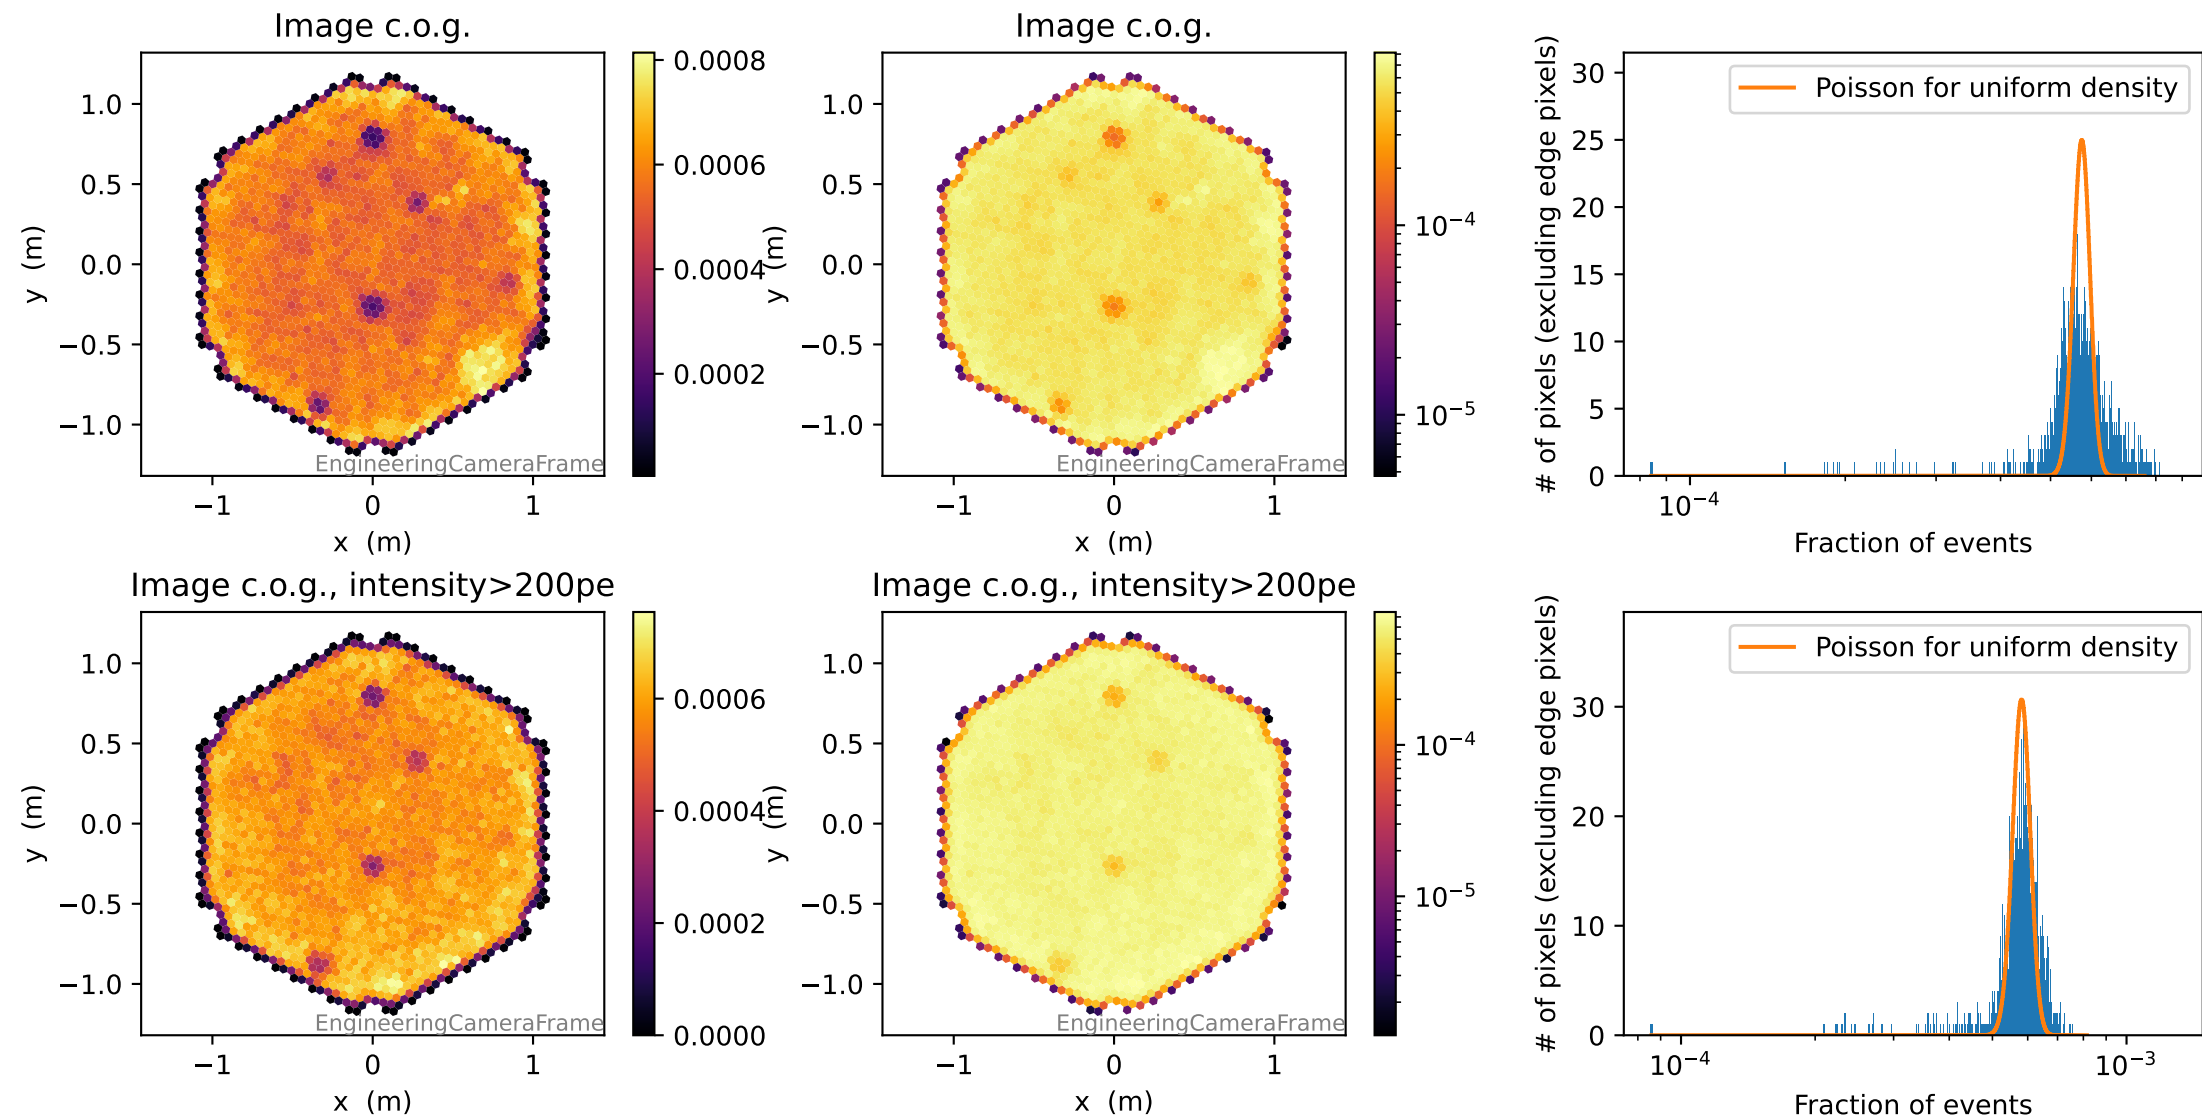 Image c.o.g.
y (m)
1.0
0.5
0.0
−0.5
−1.0
−1
0
1
x (m)
EngineeringCameraFrame
0.0008
0.0006
0.0004
0.0002
Image c.o.g.
y (m)
1.0
0.5
0.0
−0.5
−1.0
−1
0
1
x (m)
EngineeringCameraFrame
10⁻⁴
10⁻⁵
# of pixels (excluding edge pixels)
30
25
20
15
10
5
0
Poisson for uniform density
10⁻⁴
Fraction of events
Image c.o.g., intensity>200pe
y (m)
1.0
0.5
0.0
−0.5
−1.0
−1
0
1
x (m)
EngineeringCameraFrame
0.0006
0.0004
0.0002
0.0000
Image c.o.g., intensity>200pe
y (m)
1.0
0.5
0.0
−0.5
−1.0
−1
0
1
x (m)
EngineeringCameraFrame
10⁻⁴
10⁻⁵
# of pixels (excluding edge pixels)
30
20
10
0
Poisson for uniform density
10⁻⁴
10⁻³
Fraction of events